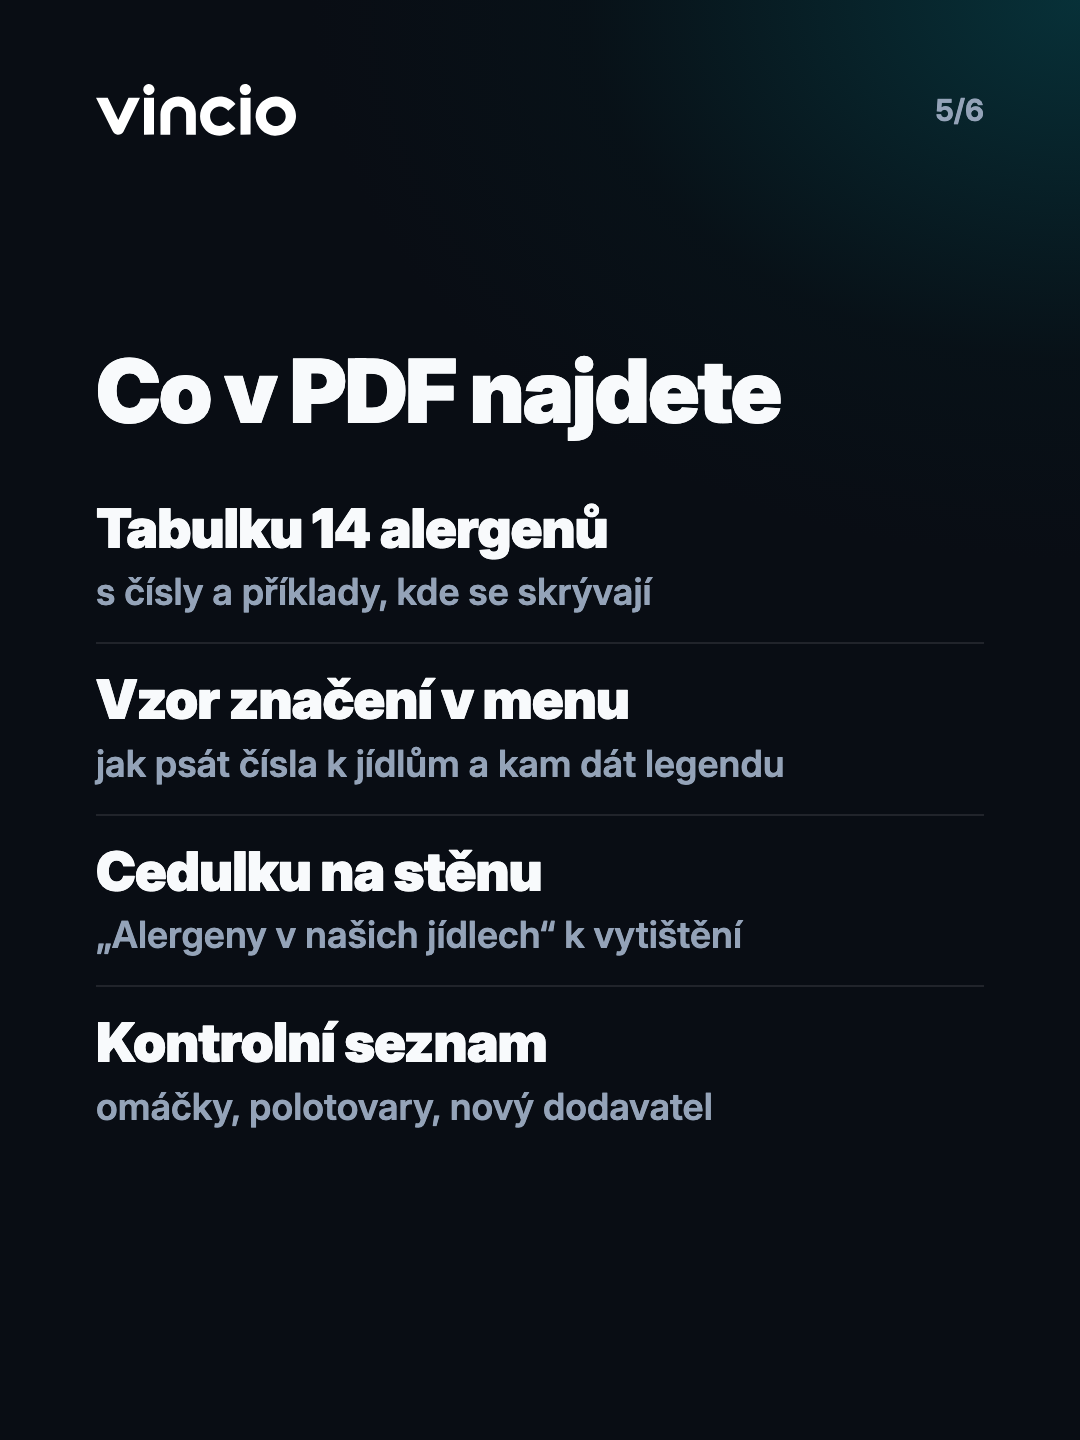 vincio
5/6
Co v PDF najdete
Tabulku 14 alergenů
s čísly a příklady, kde se skrývají
Vzor značení v menu
jak psát čísla k jídlům a kam dát legendu
Cedulku na stěnu
„Alergeny v našich jídlech“ k vytištění
Kontrolní seznam
omáčky, polotovary, nový dodavatel